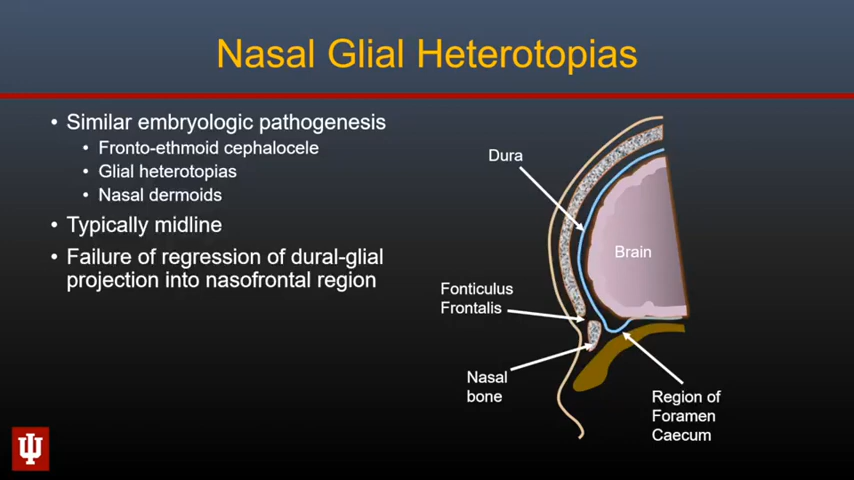 Nasal Glial Heterotopias
• Similar embryologic pathogenesis
• Fronto-ethmoid cephalocele
• Glial heterotopias
• Nasal dermoids
• Typically midline
• Failure of regression of dural-glial
projection into nasofrontal region
Dura
Brain
Fonticulus
Frontalis
Nasal
bone
Region of
Foramen
Caecum